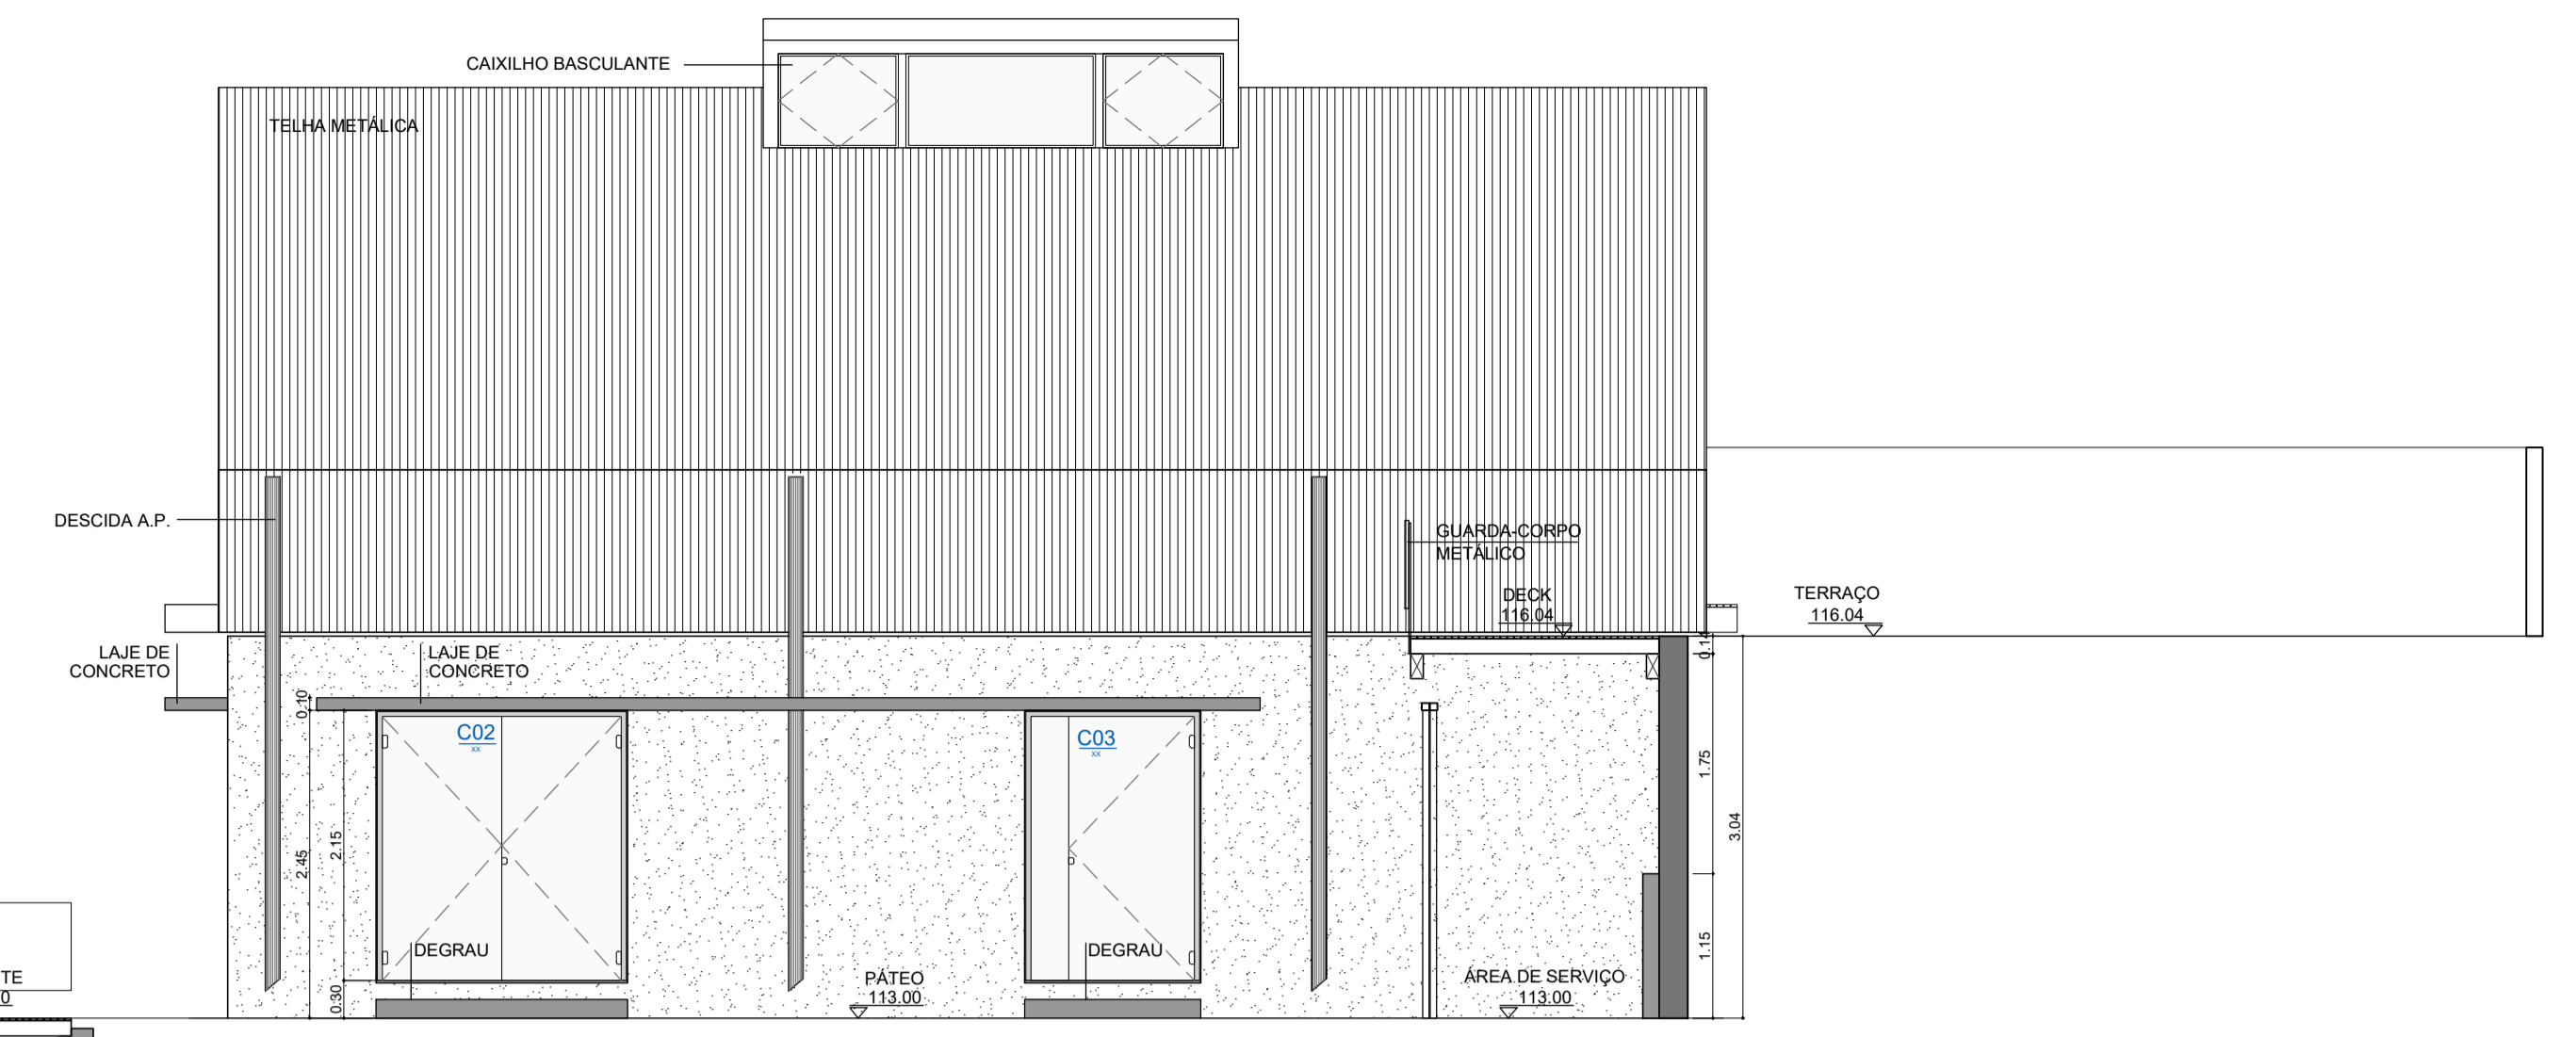 CAIXILHO BASCULANTE
TELHA METÁLICA
DESCIDA A.P.
GUARDA-CORPO
METÁLICO
DECK
116.04
TERRAÇO
116.04
LAJE DE
CONCRETO
LAJE DE
CONCRETO
0.14
0.10
C02
xx
C03
xx
1.75
2.15
2.45
3.04
DEGRAU
DEGRAU
1.15
PÁTEO
113.00
ÁREA DE SERVIÇO
113.00
0.30
TE
0